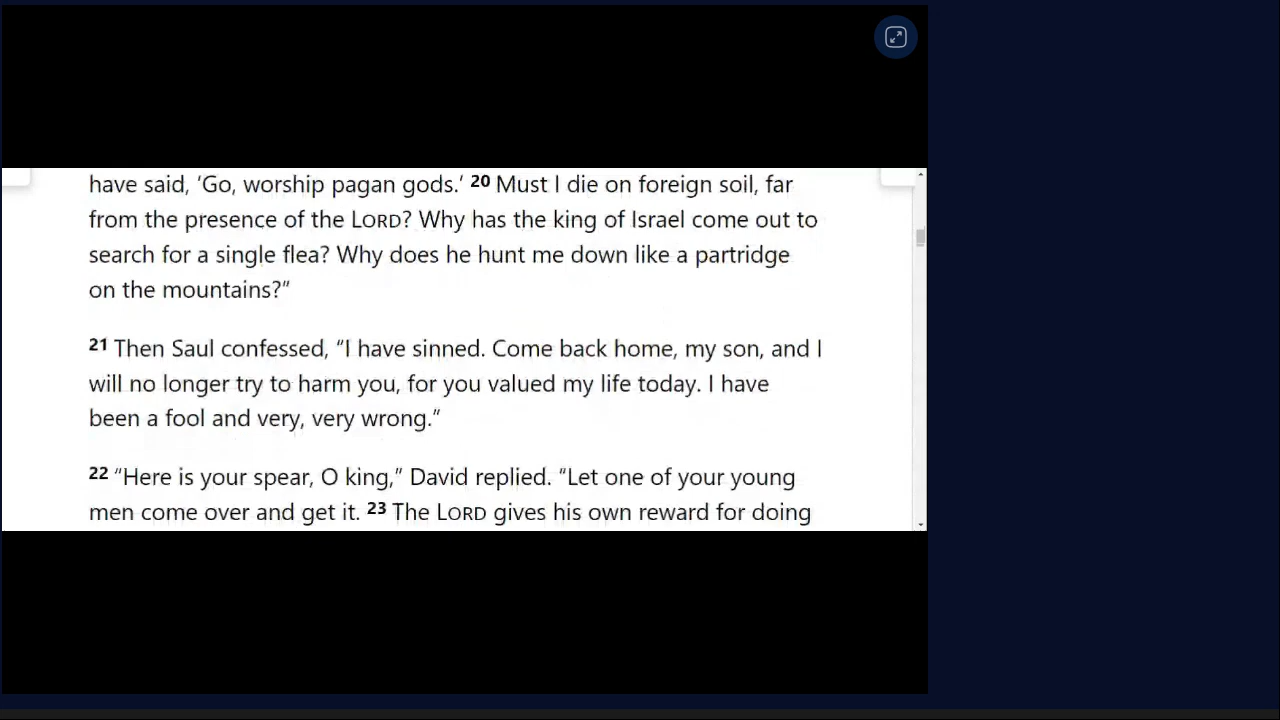 have said, ‘Go, worship pagan gods.’ 20 Must I die on foreign soil, far
from the presence of the LORD? Why has the king of Israel come out to
search for a single flea? Why does he hunt me down like a partridge
on the mountains?”
21 Then Saul confessed, “I have sinned. Come back home, my son, and I
will no longer try to harm you, for you valued my life today. I have
been a fool and very, very wrong.”
22 “Here is your spear, O king,” David replied. “Let one of your young
men come over and get it. 23 The LORD gives his own reward for doing